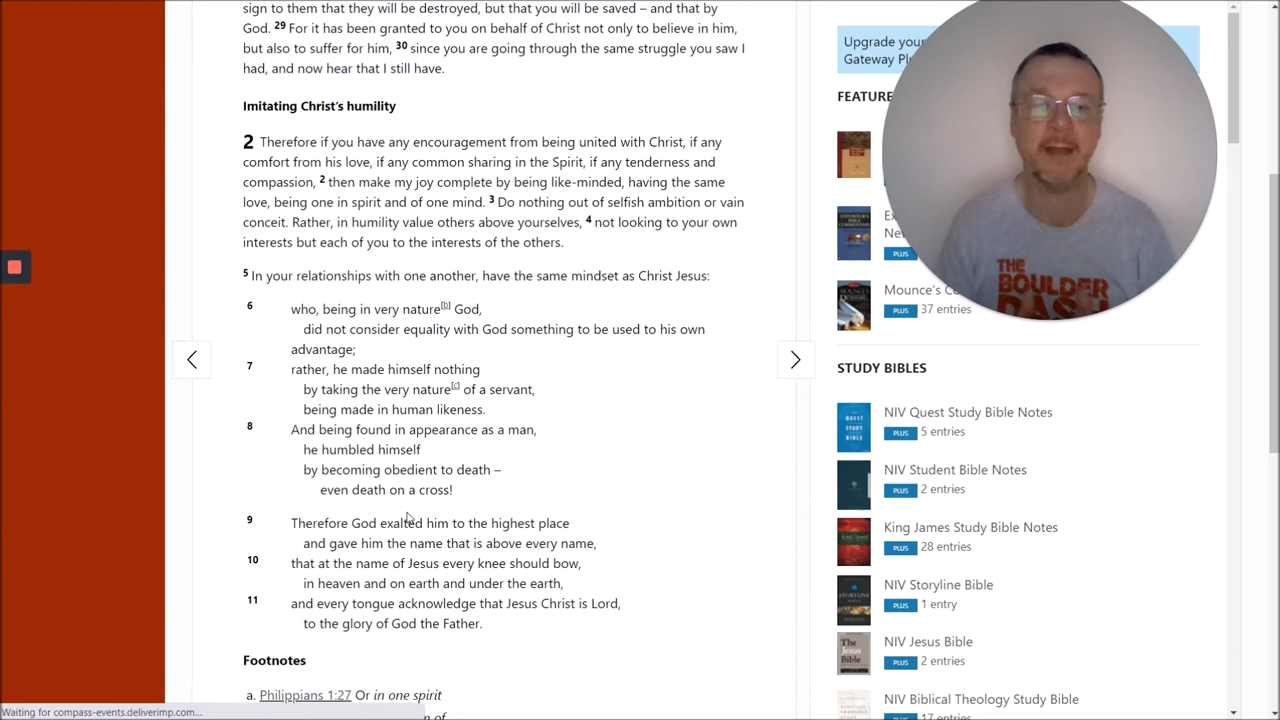 sign to them that they will be destroyed, but that you will be saved – and that by
God. 29 For it has been granted to you on behalf of Christ not only to believe in him,
but also to suffer for him, 30 since you are going through the same struggle you saw I
had, and now hear that I still have.
Imitating Christ's humility
2 Therefore if you have any encouragement from being united with Christ, if any
comfort from his love, if any common sharing in the Spirit, if any tenderness and
compassion, 2 then make my joy complete by being like-minded, having the same
love, being one in spirit and of one mind. 3 Do nothing out of selfish ambition or vain
conceit. Rather, in humility value others above yourselves, 4 not looking to your own
interests but each of you to the interests of the others.
5 In your relationships with one another, have the same mindset as Christ Jesus:
6 who, being in very nature[b] God,
did not consider equality with God something to be used to his own
advantage;
7 rather, he made himself nothing
by taking the very nature[c] of a servant,
being made in human likeness.
8 And being found in appearance as a man,
he humbled himself
by becoming obedient to death –
even death on a cross!
9 Therefore God exalted him to the highest place
and gave him the name that is above every name,
10 that at the name of Jesus every knee should bow,
in heaven and on earth and under the earth,
11 and every tongue acknowledge that Jesus Christ is Lord,
to the glory of God the Father.
Footnotes
a. Philippians 1:27 Or in one spirit
Waiting for compass-events.deliverimp.com...
Upgrade your
Gateway
FEATURE
PLUS
Mounce's
PLUS 37 entries
STUDY BIBLES
NIV Quest Study Bible Notes
PLUS 5 entries
NIV Student Bible Notes
PLUS 2 entries
King James Study Bible Notes
PLUS 28 entries
NIV Storyline Bible
PLUS 1 entry
NIV Jesus Bible
PLUS 2 entries
NIV Biblical Theology Study Bible
PLUS 17 entries
THE
BOULDER
DASH